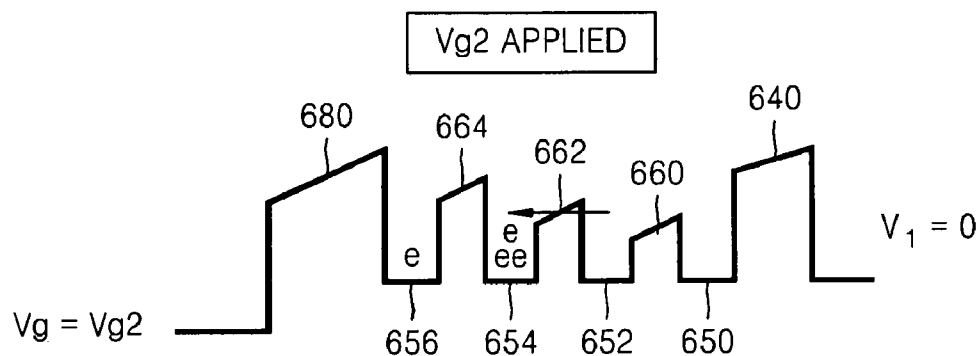 Vg2 APPLIED
680
664
662
660
640
e
e
ee
V1 = 0
Vg = Vg2
656
654
652
650